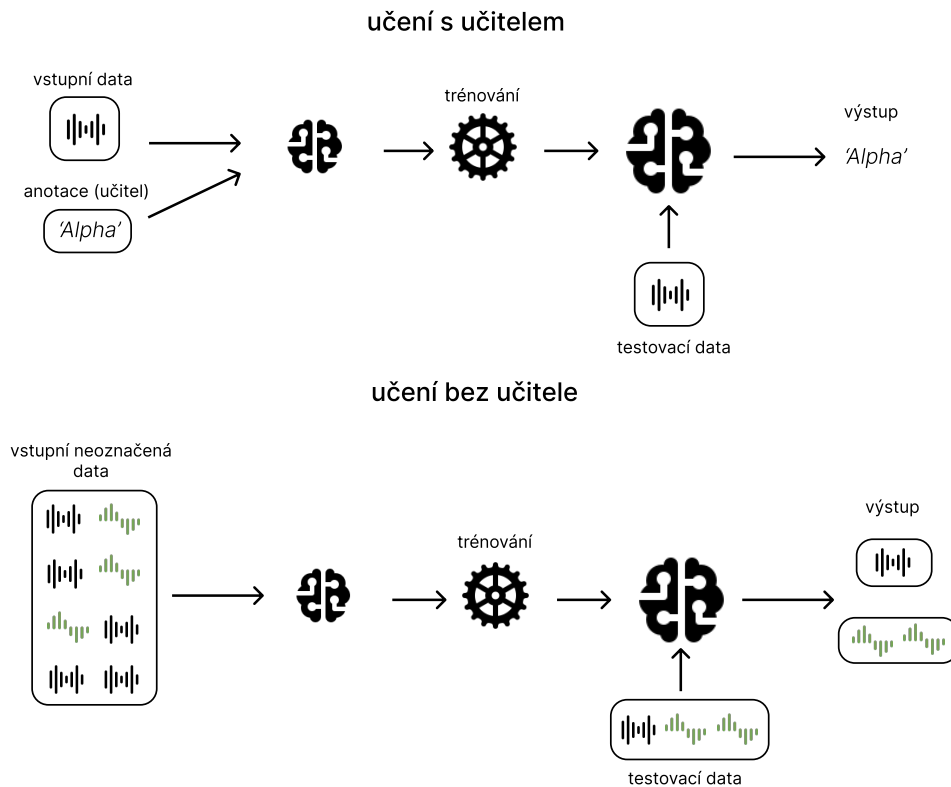 učení s učitelem
vstupní data
trénování
výstup
'Alpha'
anotace (učitel)
'Alpha'
testovací data
učení bez učitele
vstupní neoznačená
data
trénování
výstup
testovací data